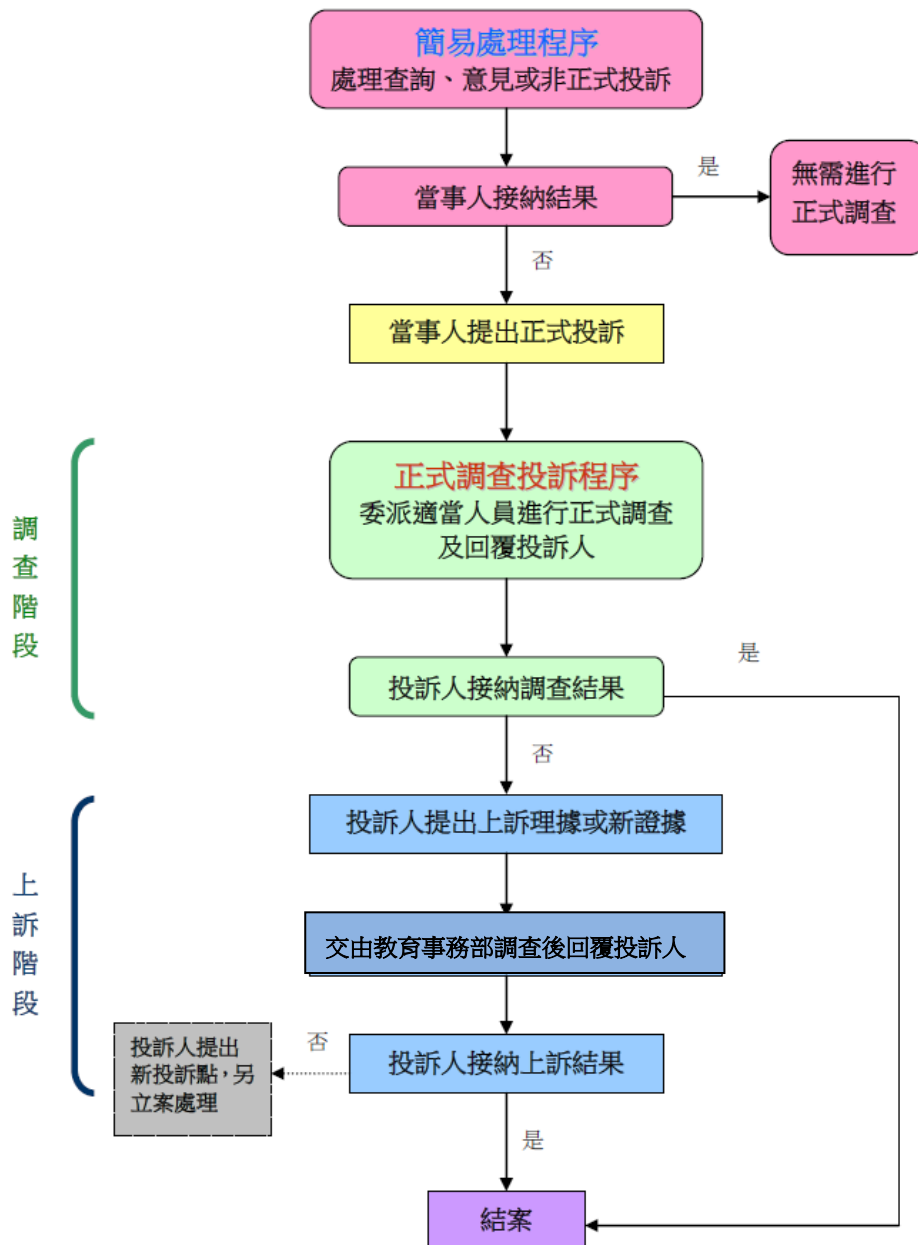 簡易處理程序
處理查詢、意見或非正式投訴
是
當事人接納結果
無需進行
正式調查
否
當事人提出正式投訴
調查階段
正式調查投訴程序
委派適當人員進行正式調查
及回覆投訴人
是
投訴人接納調查結果
否
上訴階段
投訴人提出上訴理據或新證據
交由教育事務部調查後回覆投訴人
否
投訴人接納上訴結果
投訴人提出
新投訴點，另
立案處理
是
結案